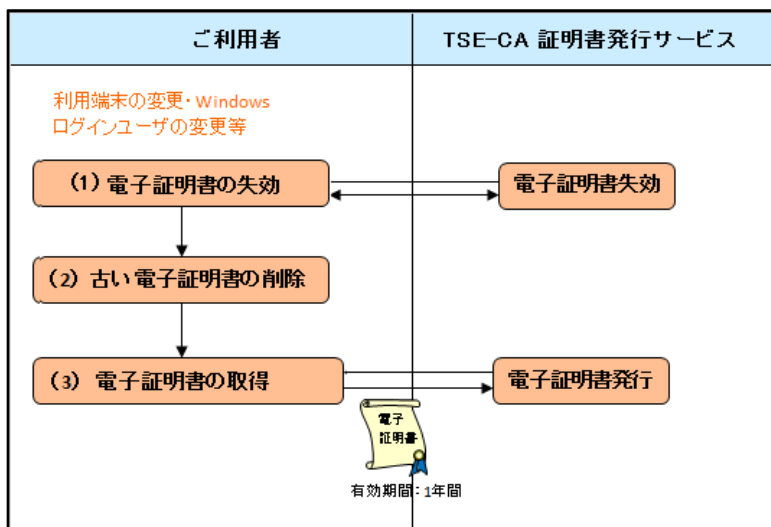 ご利用者
TSE-CA 証明書発行サービス
利用端末の変更・Windows
ログインユーザの変更等
(1) 電子証明書の失効
電子証明書失効
(2) 古い電子証明書の削除
(3) 電子証明書の取得
電子証明書発行
電子
証明書
有効期間：1年間